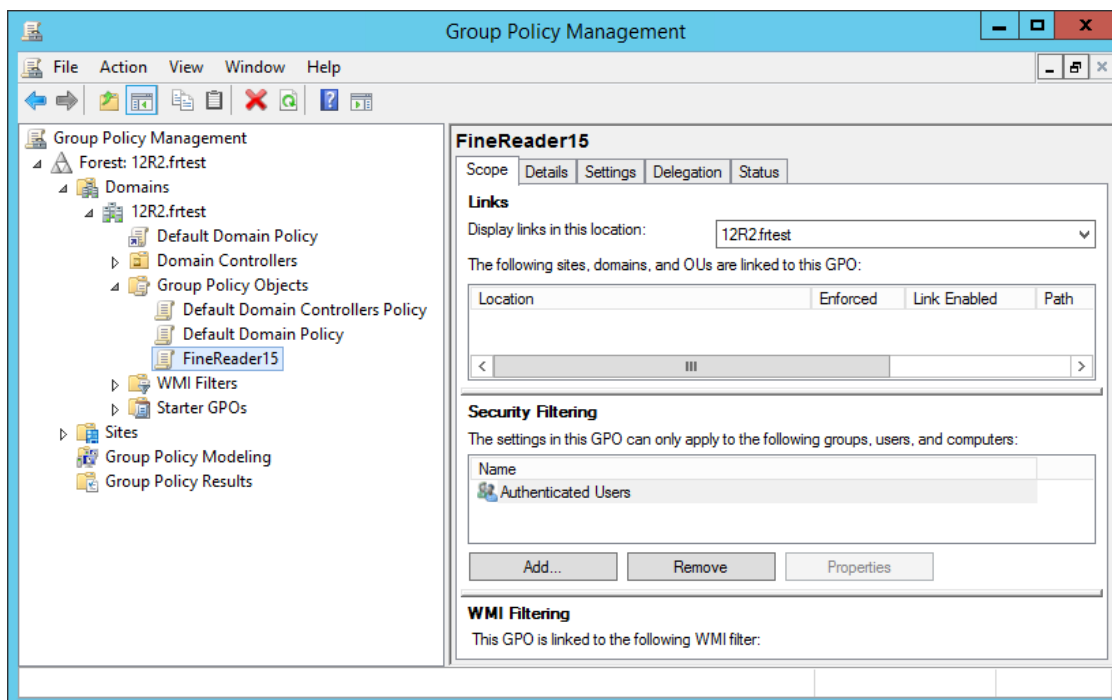 Group Policy Management
File Action View Window Help
Group Policy Management
Forest: 12R2.frtest
Domains
12R2.frtest
Default Domain Policy
Domain Controllers
Group Policy Objects
Default Domain Controllers Policy
Default Domain Policy
FineReader15
WMI Filters
Starter GPOs
Sites
Group Policy Modeling
Group Policy Results
FineReader15
Scope Details Settings Delegation Status
Links
Display links in this location: 12R2.frtest
The following sites, domains, and OUs are linked to this GPO:
Location Enforced Link Enabled Path
Security Filtering
The settings in this GPO can only apply to the following groups, users, and computers:
Name
Authenticated Users
Add... Remove Properties
WMI Filtering
This GPO is linked to the following WMI filter: